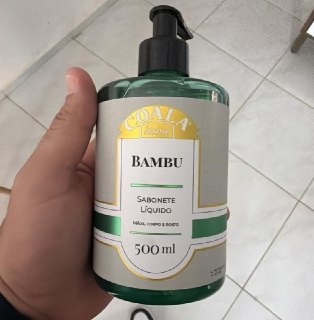 COALA
BAMBU
SABONETE
LÍQUIDO
MÃOS, CORPO E ROSTO
500 ml